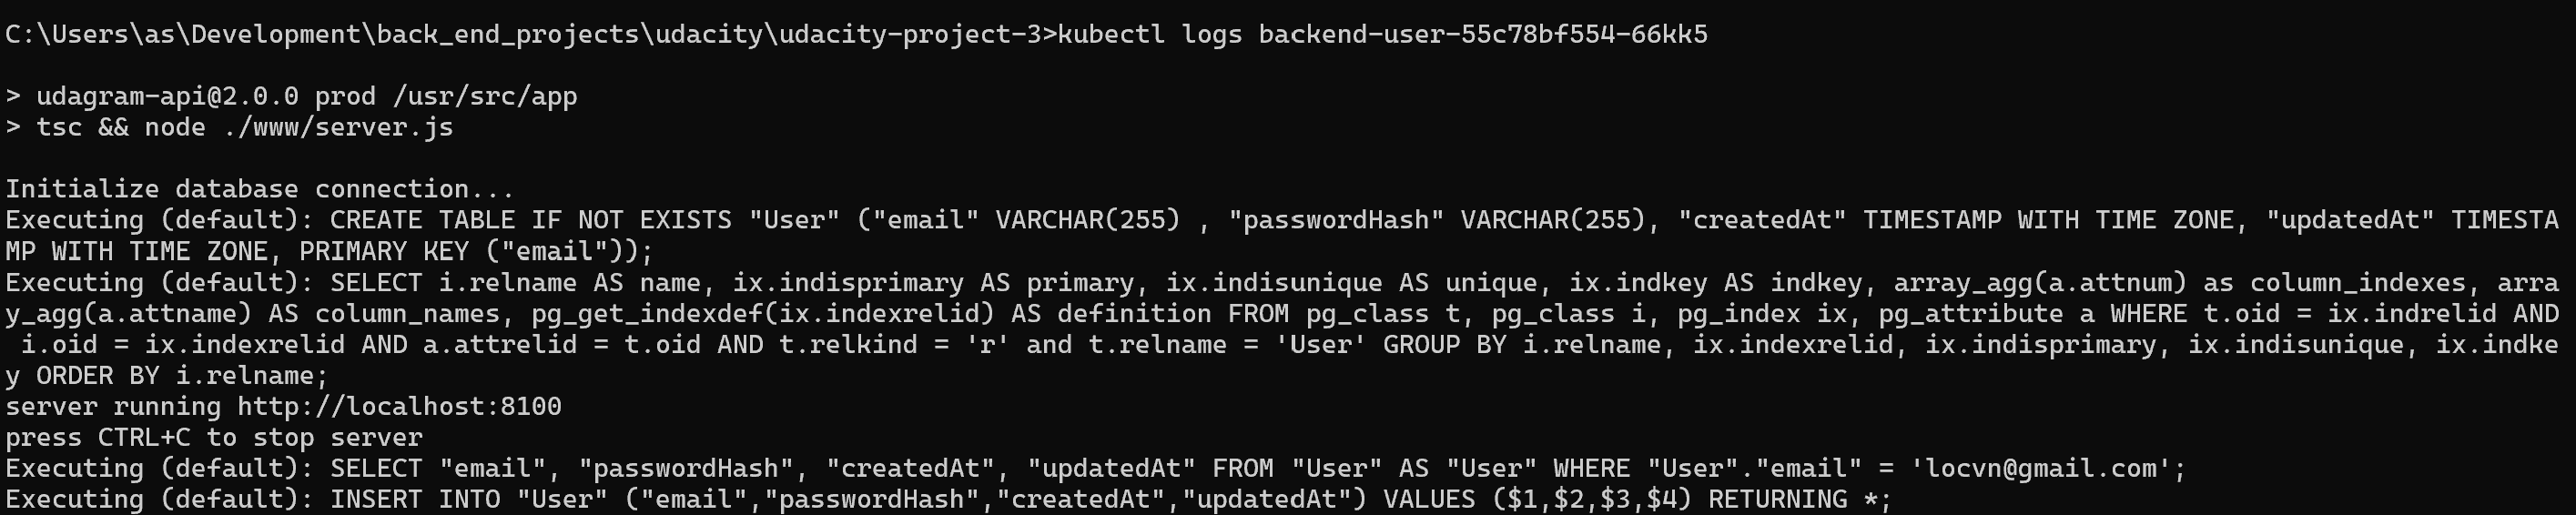 C:\Users\as\Development\back_end_projects\udacity\udacity-project-3>kubectl logs backend-user-55c78bf554-66kk5
> udagram-api@2.0.0 prod /usr/src/app
> tsc && node ./www/server.js
Initialize database connection...
Executing (default): CREATE TABLE IF NOT EXISTS "User" ("email" VARCHAR(255) , "passwordHash" VARCHAR(255), "createdAt" TIMESTAMP WITH TIME ZONE, "updatedAt" TIMESTA
MP WITH TIME ZONE, PRIMARY KEY ("email"));
Executing (default): SELECT i.relname AS name, ix.indisprimary AS primary, ix.indisunique AS unique, ix.indkey AS indkey, array_agg(a.attnum) as column_indexes, arra
y_agg(a.attname) AS column_names, pg_get_indexdef(ix.indexrelid) AS definition FROM pg_class t, pg_class i, pg_index ix, pg_attribute a WHERE t.oid = ix.indrelid AND
 i.oid = ix.indexrelid AND a.attrelid = t.oid AND t.relkind = 'r' and t.relname = 'User' GROUP BY i.relname, ix.indexrelid, ix.indisprimary, ix.indisunique, ix.indke
y ORDER BY i.relname;
server running http://localhost:8100
press CTRL+C to stop server
Executing (default): SELECT "email", "passwordHash", "createdAt", "updatedAt" FROM "User" AS "User" WHERE "User"."email" = 'locvn@gmail.com';
Executing (default): INSERT INTO "User" ("email","passwordHash","createdAt","updatedAt") VALUES ($1,$2,$3,$4) RETURNING *;